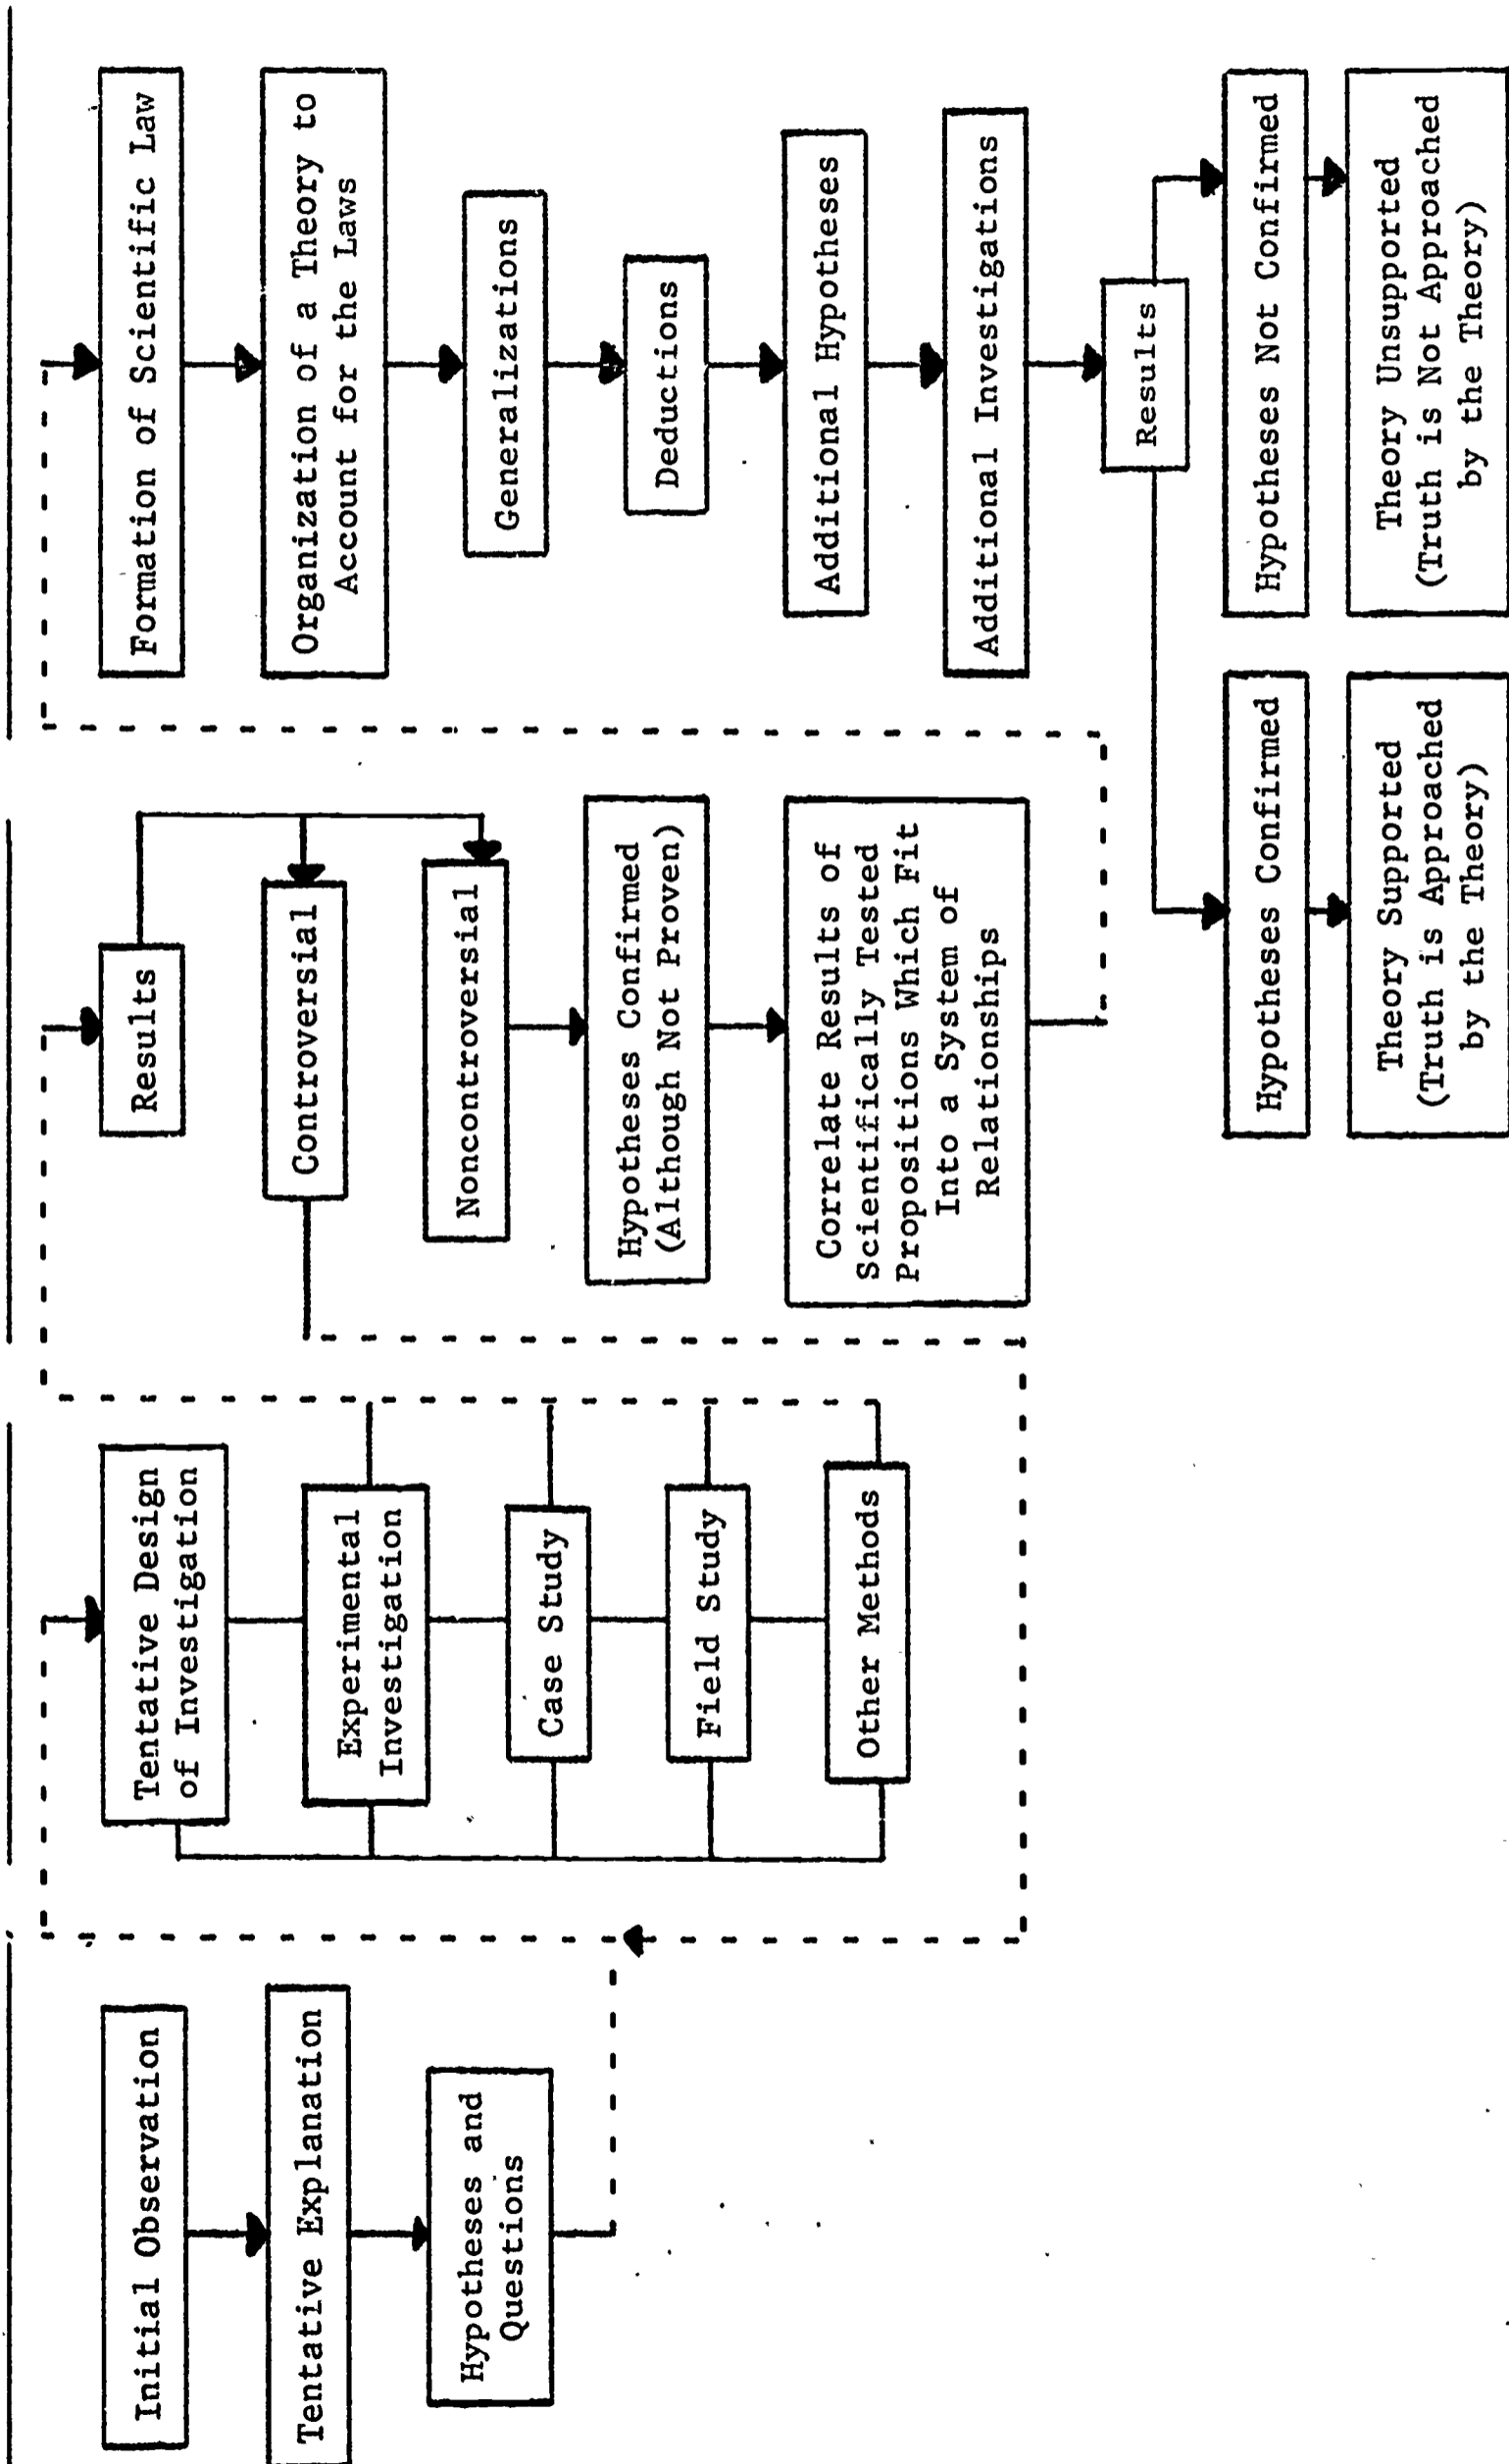 Initial Observation
Tentative Explanation
Hypotheses and
Questions
Tentative Design
of Investigation
Experimental
Investigation
Case Study
Field Study
Other Methods
Results
Controversial
Noncontroversial
Hypotheses Confirmed
(Although Not Proven)
Correlate Results of
Scientifically Tested
Propositions Which Fit
Into a System of
Relationships
Formation of Scientific Law
Organization of a Theory to
Account for the Laws
Generalizations
Deductions
Additional Hypotheses
Additional Investigations
Results
Hypotheses Confirmed
Theory Supported
(Truth is Approached
by the Theory)
Hypotheses Not Confirmed
Theory Unsupported
(Truth is Not Approached
by the Theory)